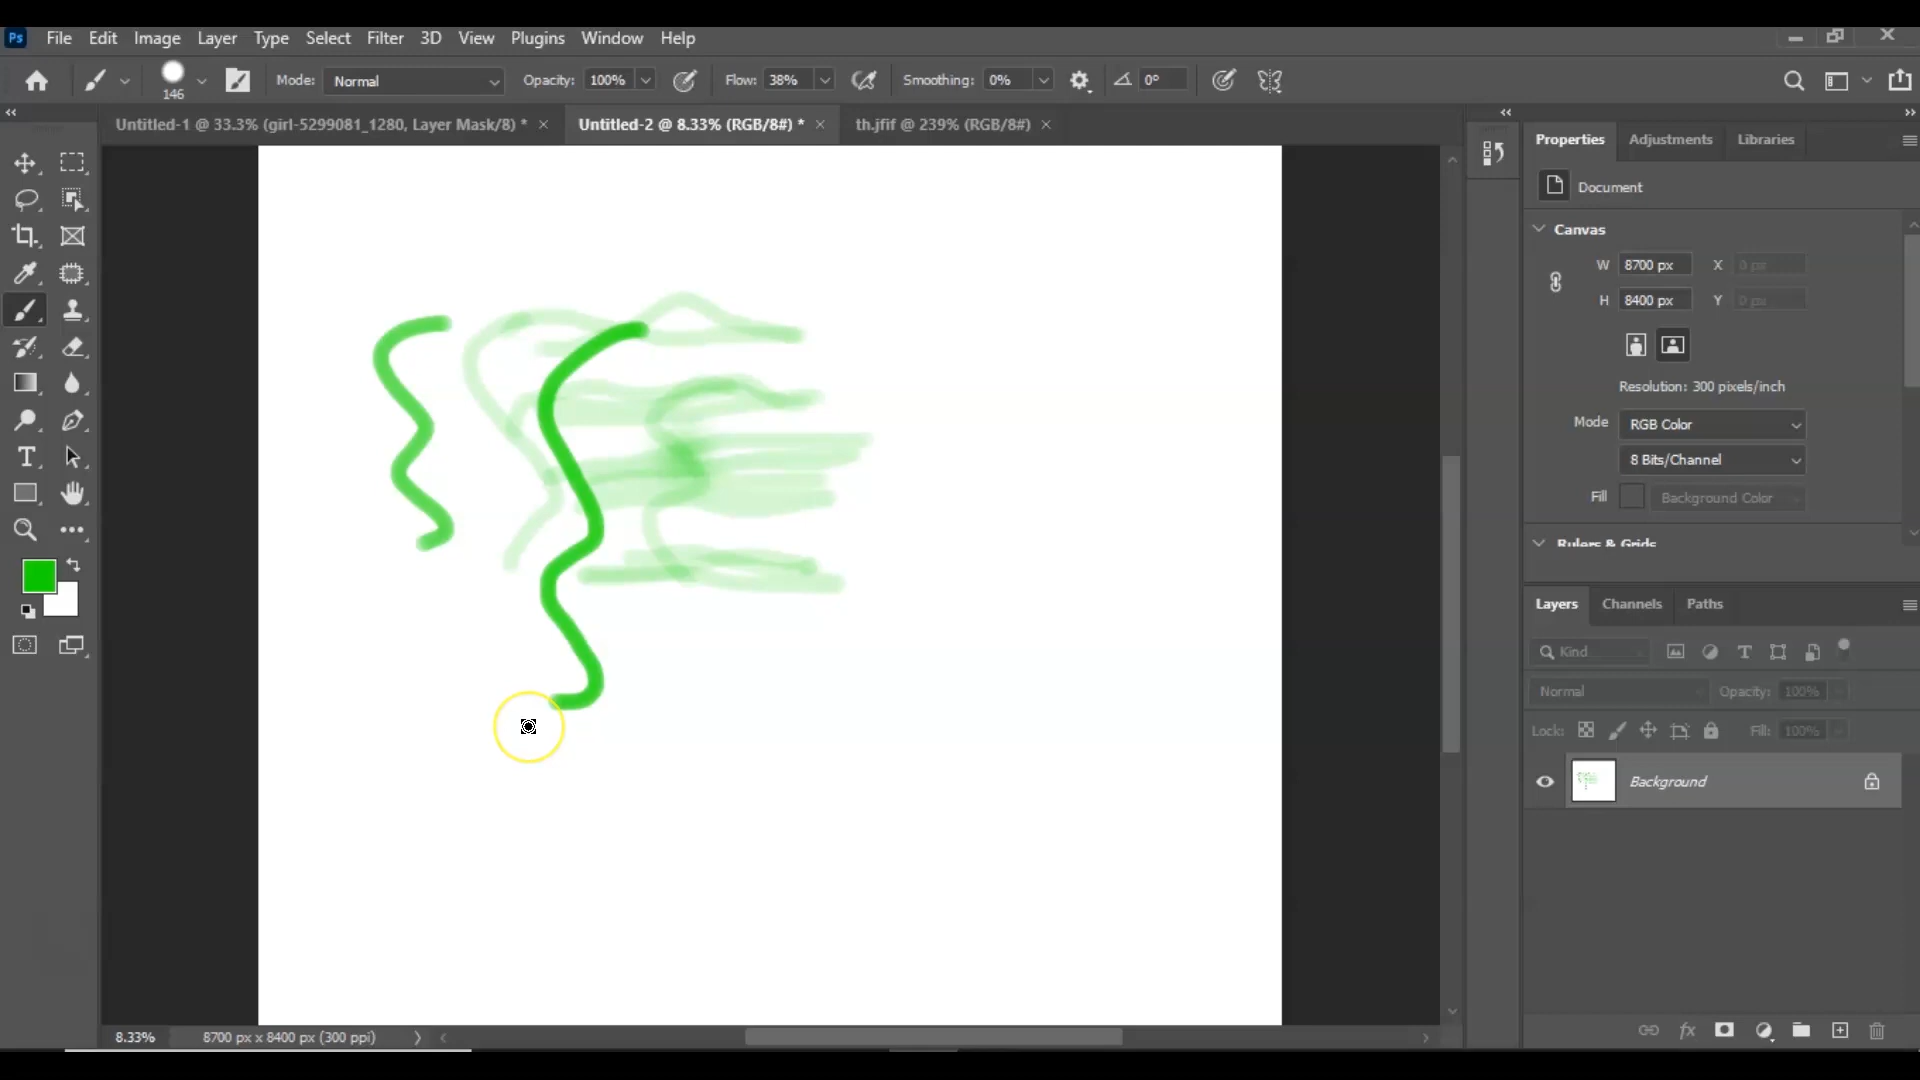 Ps File Edit Image Layer Type Select Filter 3D View Plugins Window Help
146 Mode: Normal Opacity: 100% Flow: 38% Smoothing: 0% 0°
Untitled-1 @ 33.3% (girl-5299081_1280, Layer Mask/8) * Untitled-2 @ 8.33% (RGB/8#) * th.jfif @ 239% (RGB/8#)
Properties Adjustments Libraries
Document
Canvas
W 8700 px X 0 px
H 8400 px Y 0 px
Resolution: 300 pixels/inch
Mode RGB Color
8 Bits/Channel
Fill Background Color
Rulers & Grids
Layers Channels Paths
Kind
Normal Opacity: 100%
Lock: Fill: 100%
Background
8.33% 8700 px x 8400 px (300 ppi)